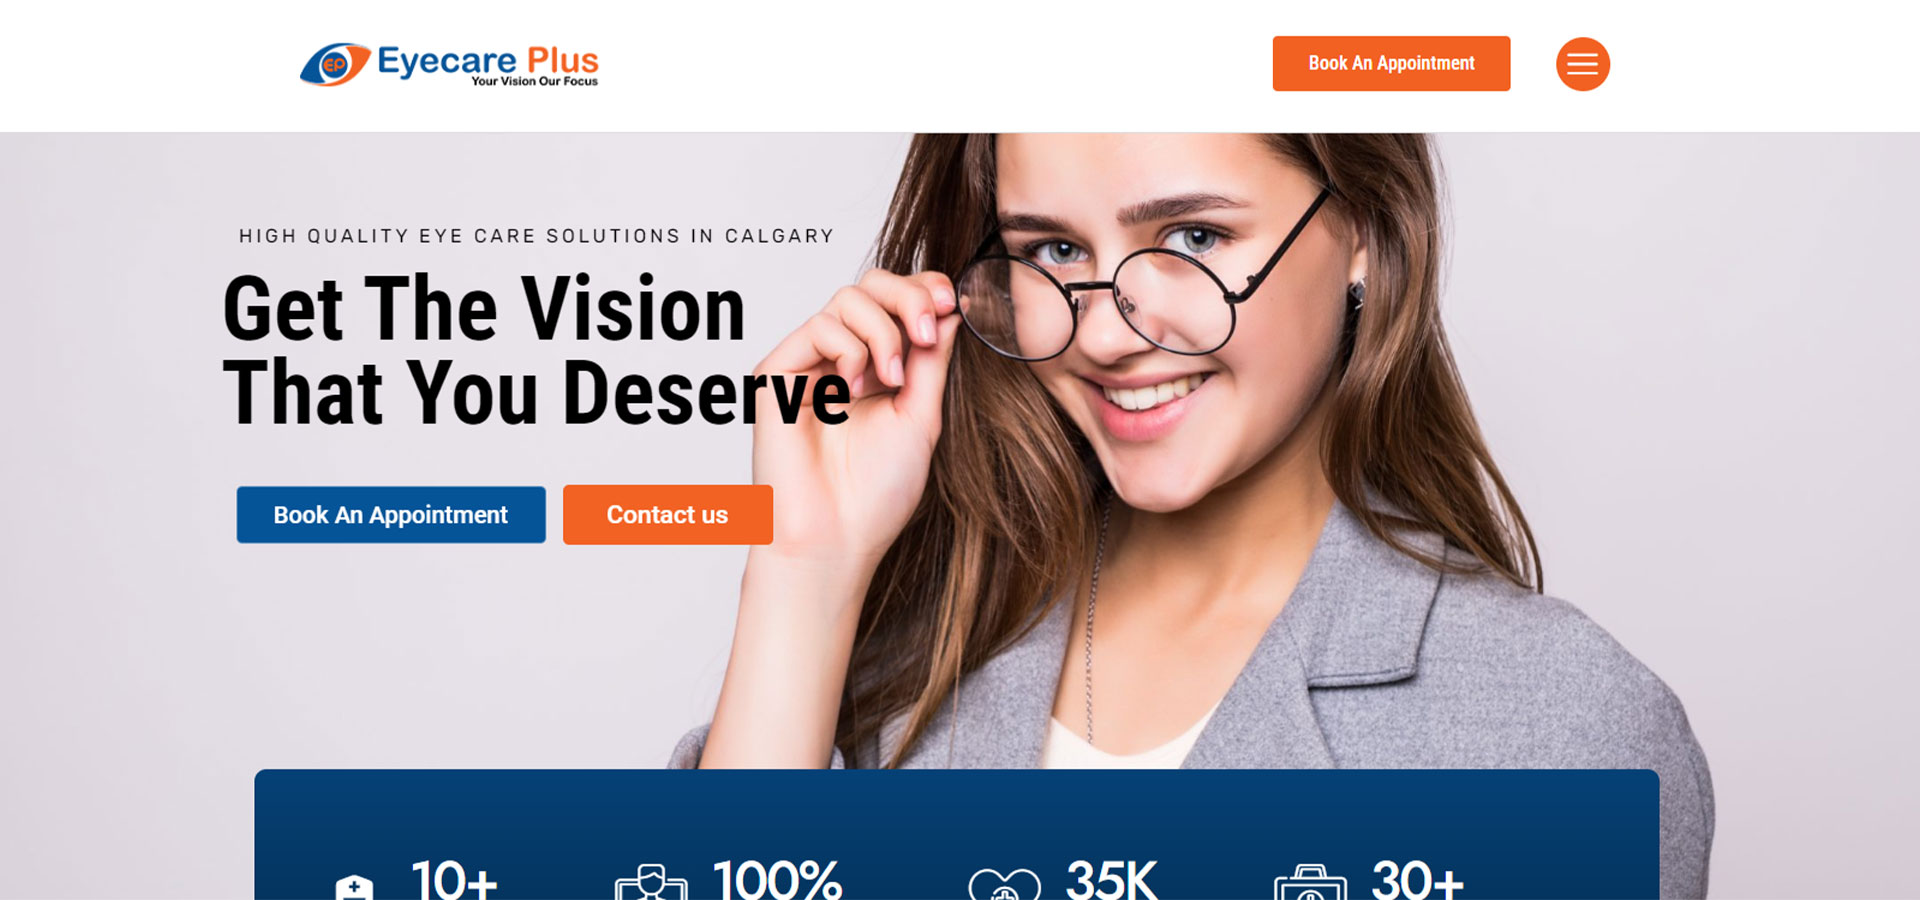 EP
Eyecare Plus
Your Vision Our Focus
Book An Appointment
HIGH QUALITY EYE CARE SOLUTIONS IN CALGARY
Get The Vision
That You Deserve
Book An Appointment
Contact us
10+
100%
35K
30+